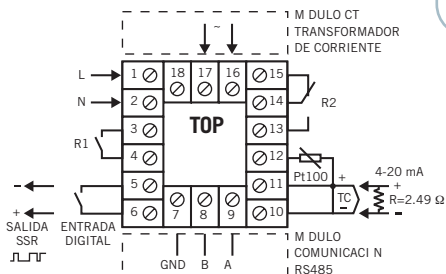 M DULO CT
TRANSFORMADOR
DE CORRIENTE
~
L
N
R1
1
2
3
4
5
6
18
17
16
15
14
13
12
11
10
7
8
9
TOP
R2
Pt100
+
TC
-
4-20 mA
+
R=2.49 Ω
-
-
+
SALIDA
SSR
ENTRADA
DIGITAL
GND B A
M DULO
COMUNICACI N
RS485